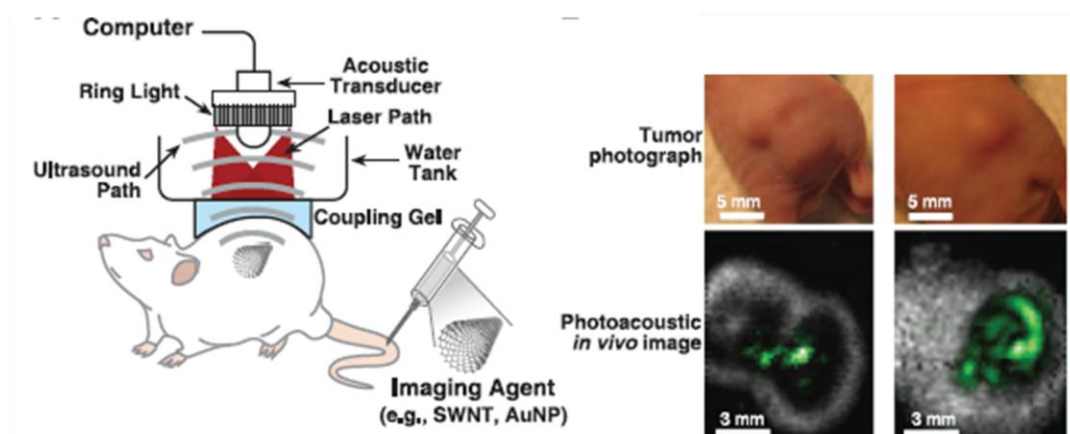 Computer
Acoustic
Transducer
Ring Light
Laser Path
Ultrasound
Path
Water
Tank
Coupling Gel
Imaging Agent
(e.g., SWNT, AuNP)
Tumor
photograph
5 mm
5 mm
Photoacoustic
in vivo image
3 mm
3 mm